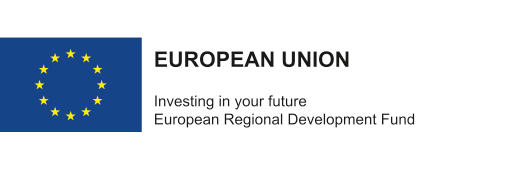 EUROPEAN UNION
Investing in your future
European Regional Development Fund